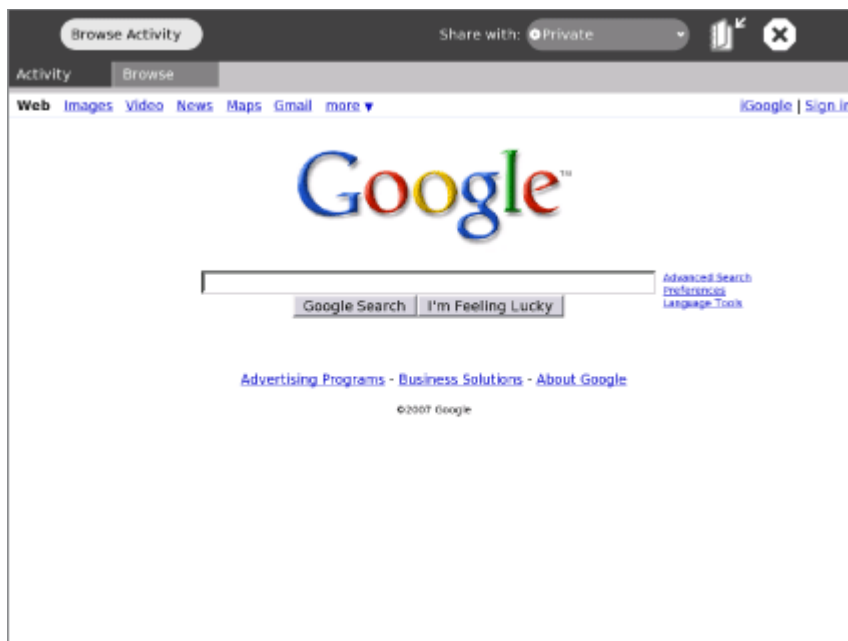 Browse Activity Share with: Private
Activity Browse
Web Images Video News Maps Gmail more ▼ iGoogle | Sign in
Google™
Advanced Search
Preferences
Language Tools
Google Search I'm Feeling Lucky
Advertising Programs - Business Solutions - About Google
©2007 Google